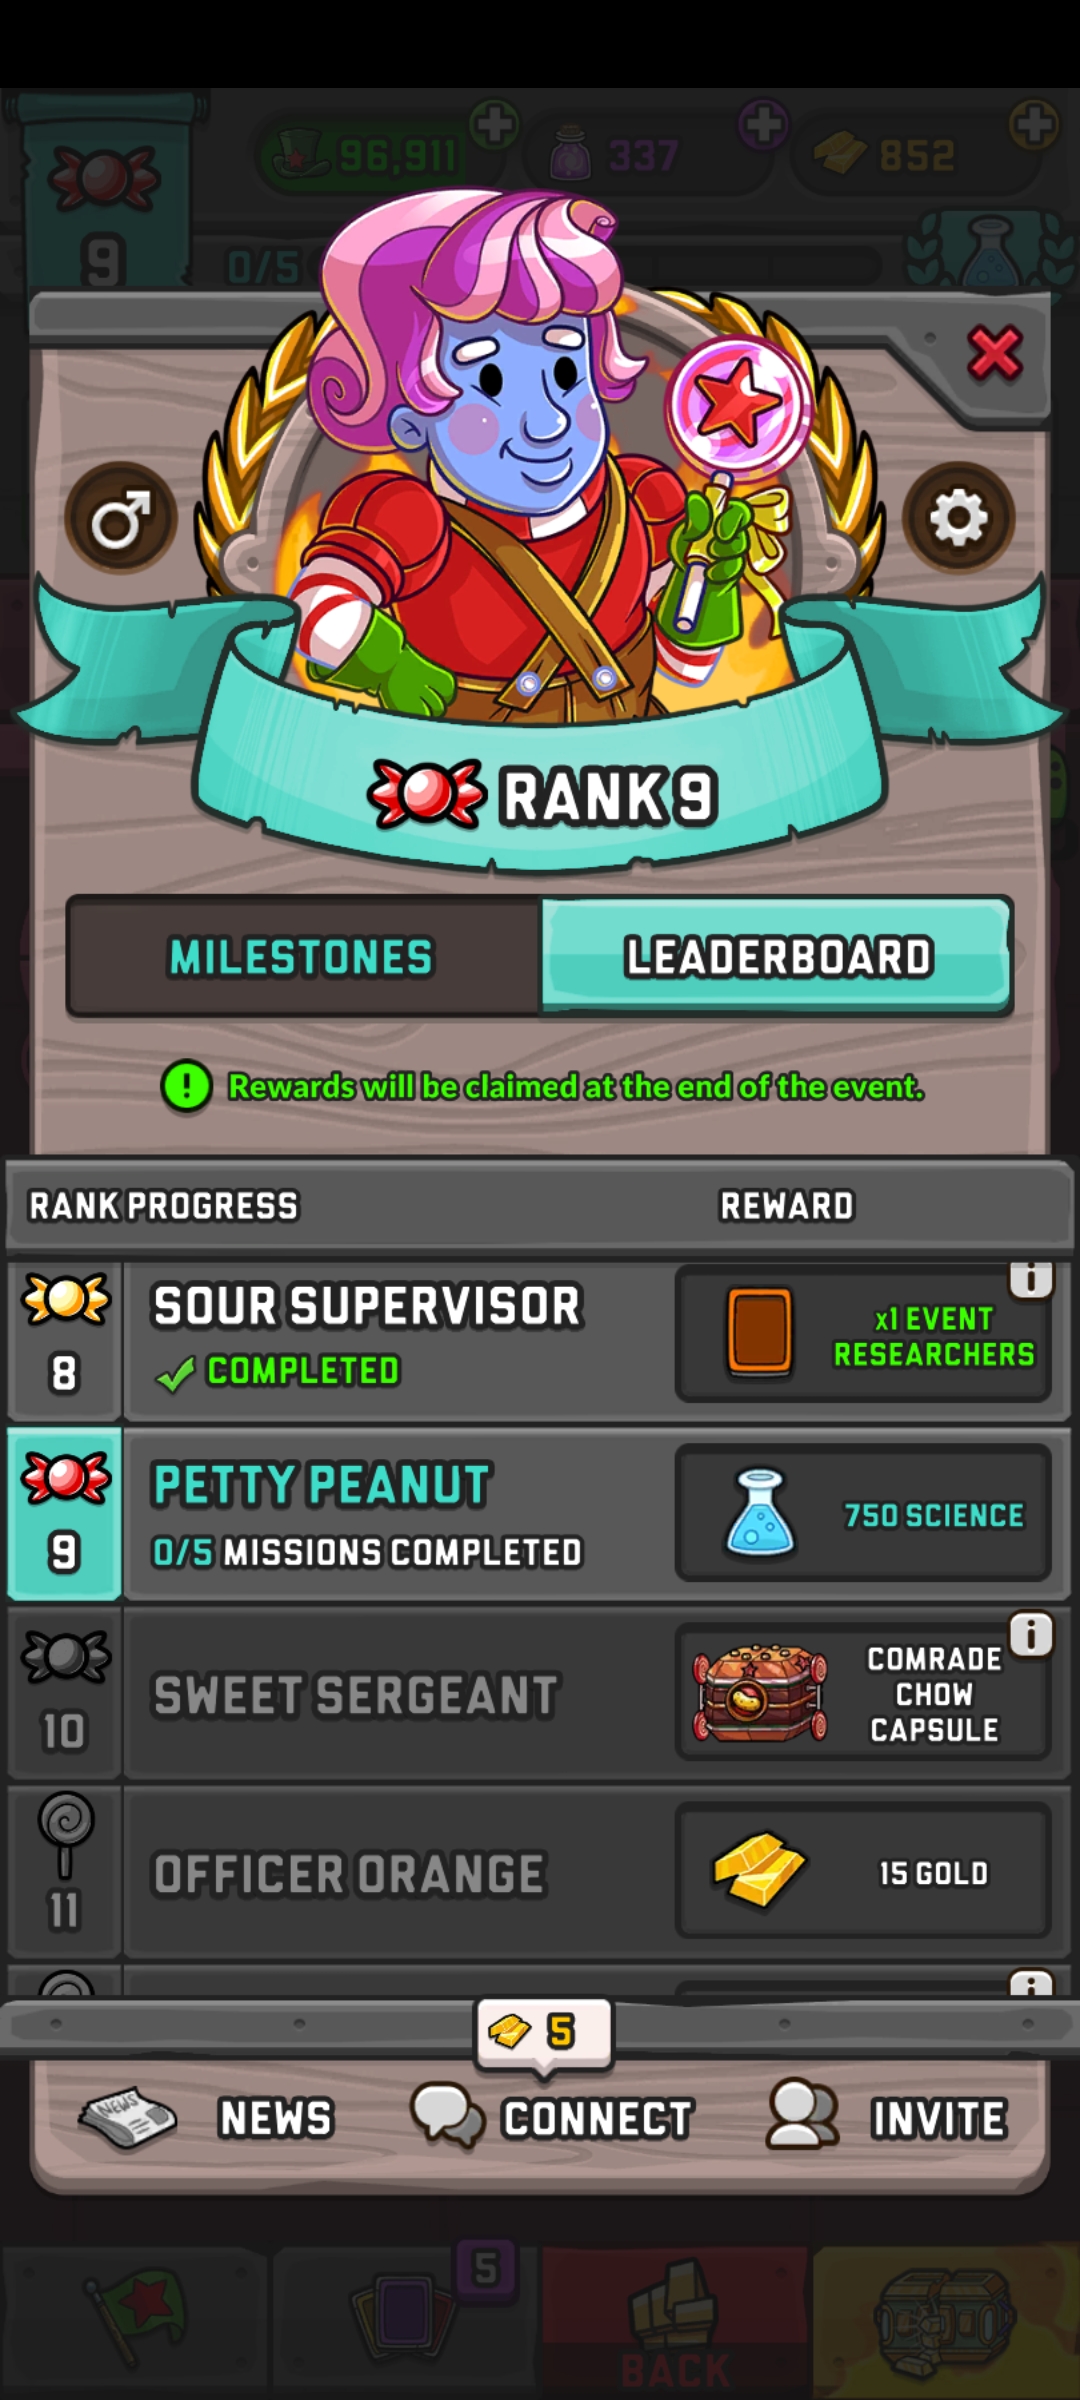 96,911
337
852
9
0/5
RANK 9
MILESTONES
LEADERBOARD
Rewards will be claimed at the end of the event.
RANK PROGRESS
REWARD
8
SOUR SUPERVISOR
COMPLETED
x1 EVENT
RESEARCHERS
i
9
PETTY PEANUT
0/5 MISSIONS COMPLETED
750 SCIENCE
10
SWEET SERGEANT
COMRADE
CHOW
CAPSULE
i
11
OFFICER ORANGE
15 GOLD
i
5
NEWS
NEWS
CONNECT
INVITE
5
BACK